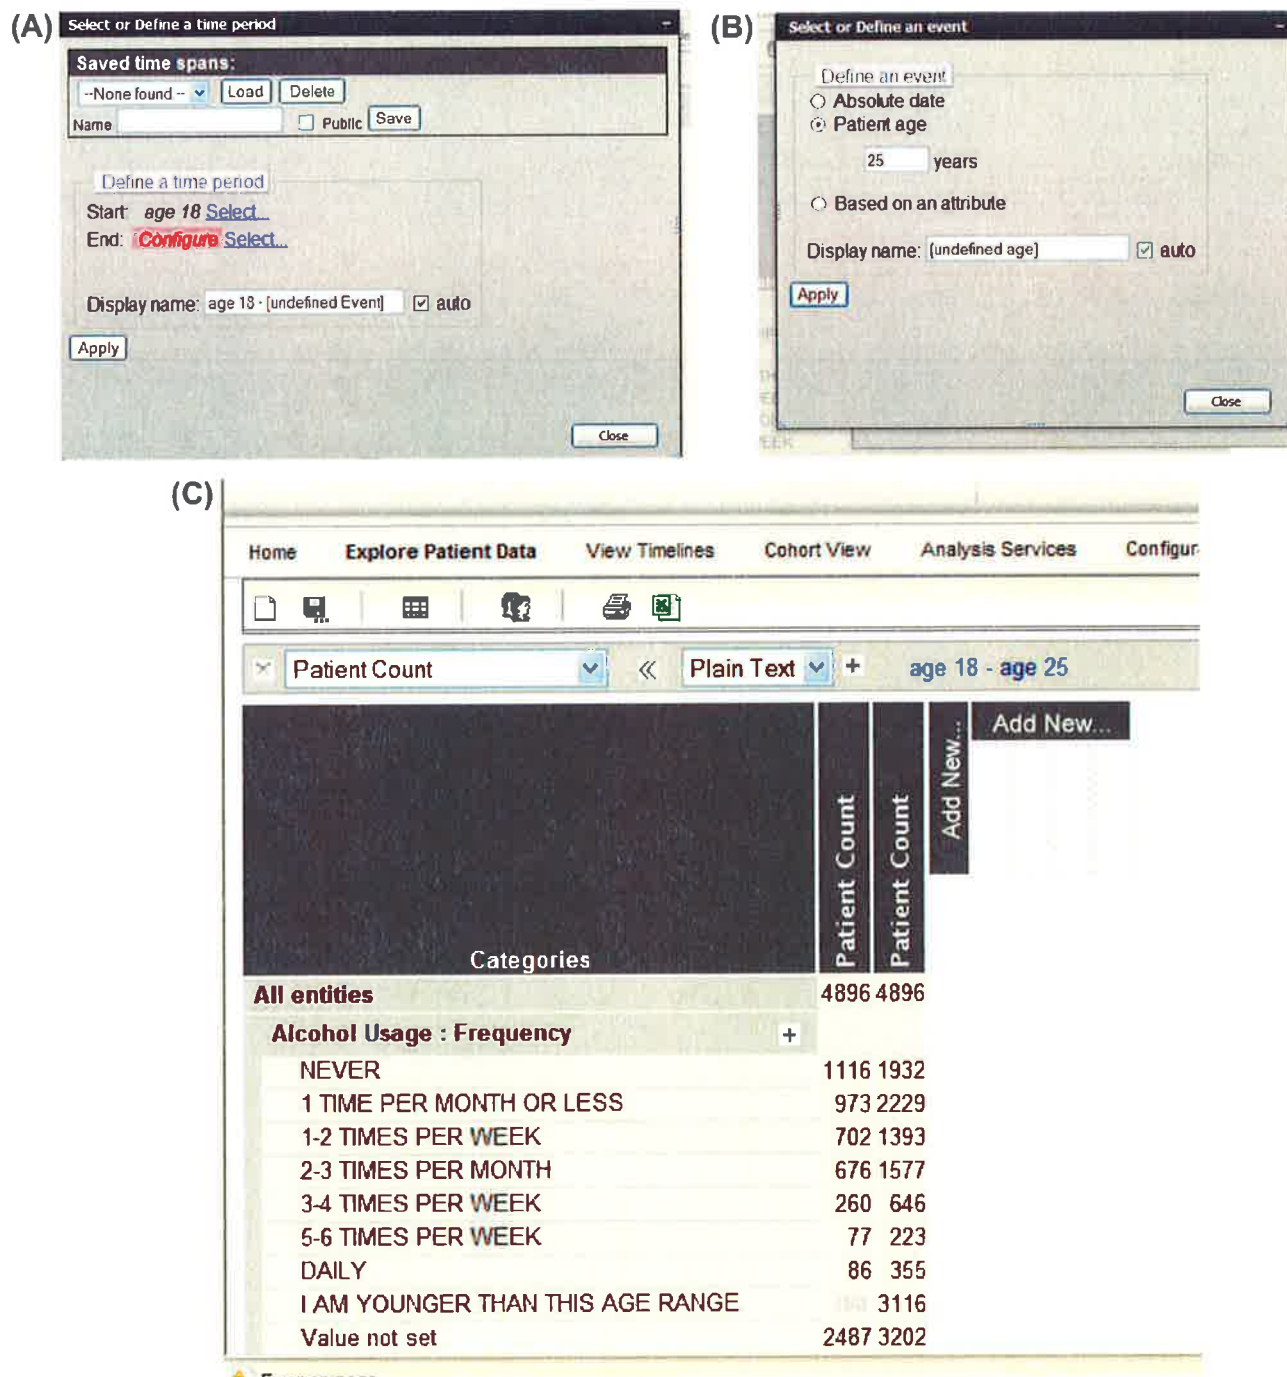 (A)
Select or Define a time period
Saved time spans:
--None found --
Load
Delete
Name
Public
Save
Define a time period
Start: age 18 Select...
End: Configure Select...
Display name: age 18 - [undefined Event] auto
Apply
Close
(B)
Select or Define an event
Define an event
Absolute date
Patient age
25 years
Based on an attribute
Display name: [undefined age] auto
Apply
Close
EEK
(C)
Home Explore Patient Data View Timelines Cohort View Analysis Services Configur
Patient Count « Plain Text + age 18 - age 25
Categories
Patient Count
Patient Count
Add New...
Add New...
All entities 4896 4896
Alcohol Usage : Frequency +
NEVER 1116 1932
1 TIME PER MONTH OR LESS 973 2229
1-2 TIMES PER WEEK 702 1393
2-3 TIMES PER MONTH 676 1577
3-4 TIMES PER WEEK 260 646
5-6 TIMES PER WEEK 77 223
DAILY 86 355
I AM YOUNGER THAN THIS AGE RANGE 3116
Value not set 2487 3202